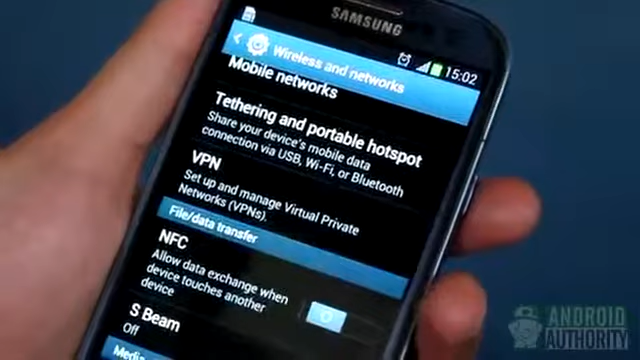 SAMSUNG
15:02
Wireless and networks
Mobile networks
Tethering and portable hotspot
Share your device's mobile data
connection via USB, Wi-Fi, or Bluetooth
VPN
Set up and manage Virtual Private
Networks (VPNs).
File/data transfer
NFC
Allow data exchange when
device touches another
device
S Beam
Off
Media
ANDROID
AUTHORITY